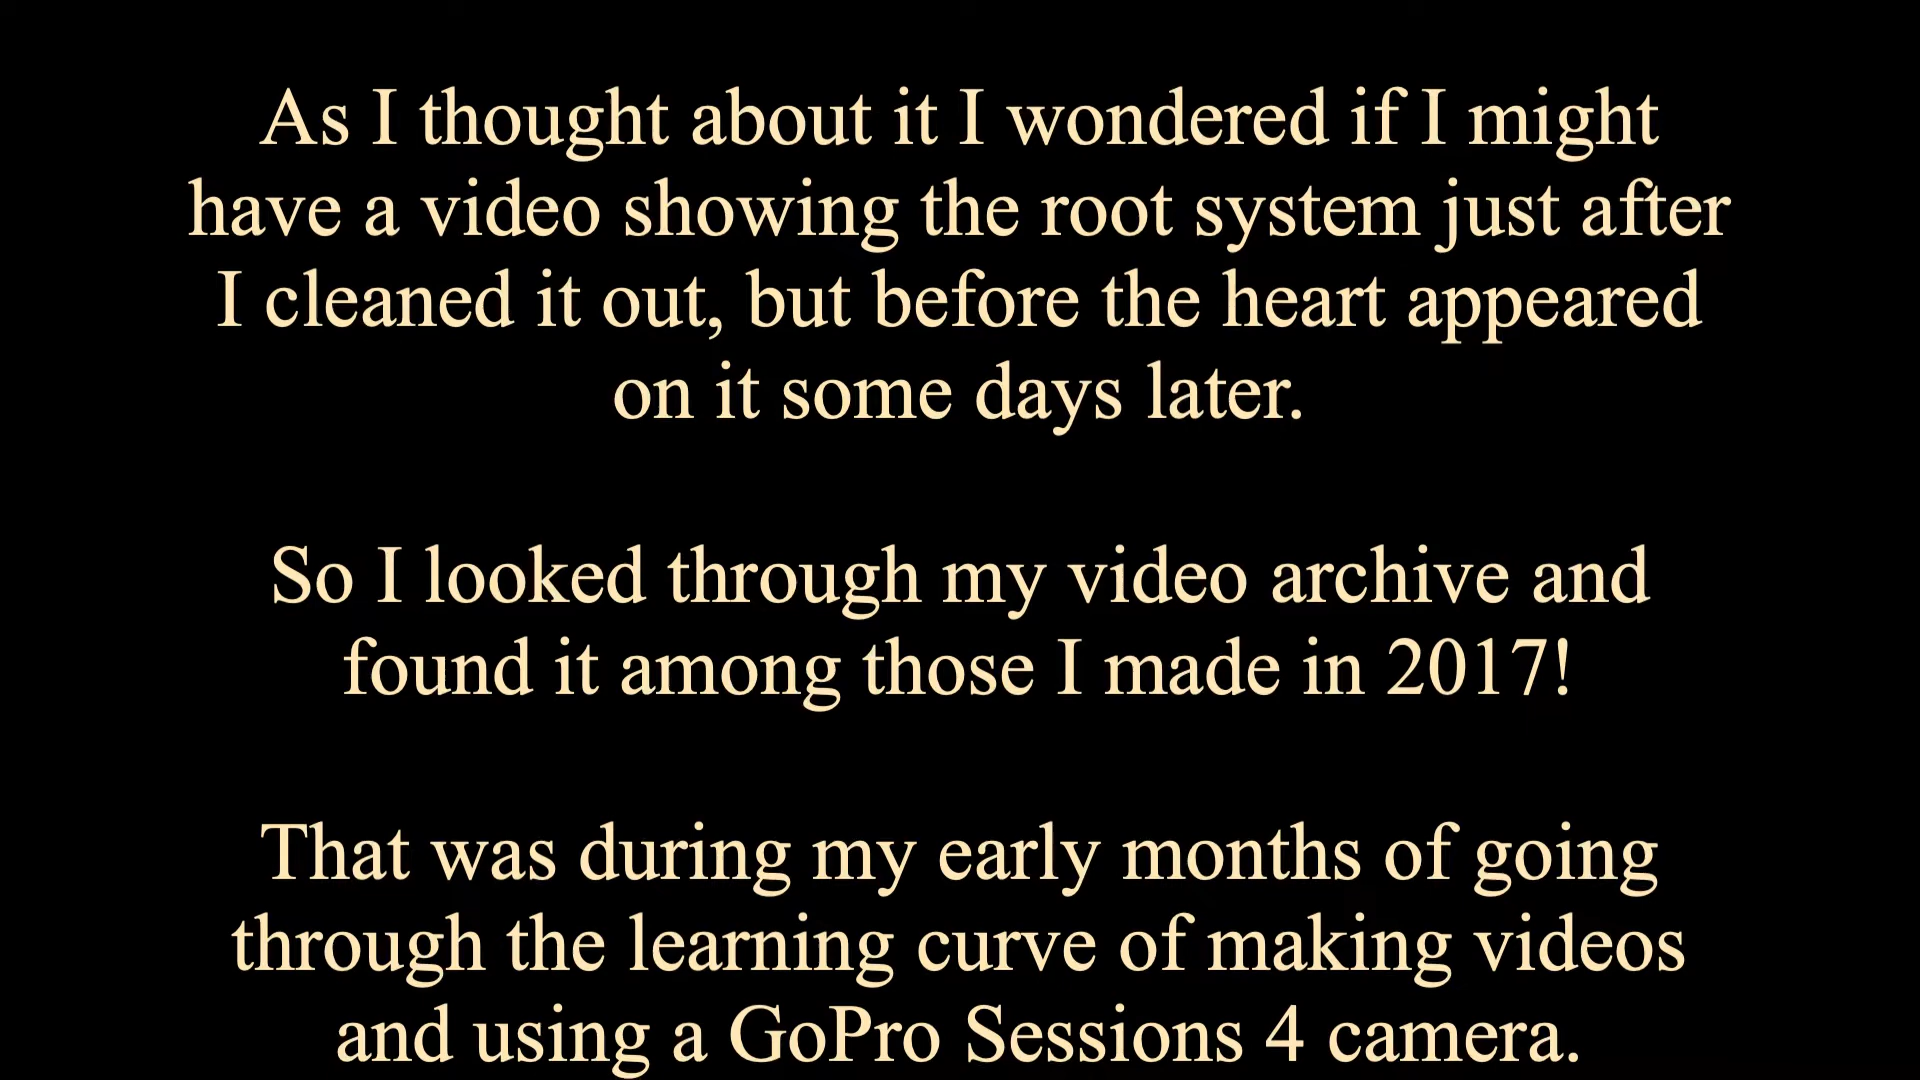 As I thought about it I wondered if I might
have a video showing the root system just after
I cleaned it out, but before the heart appeared
on it some days later.
So I looked through my video archive and
found it among those I made in 2017!
That was during my early months of going
through the learning curve of making videos
and using a GoPro Sessions 4 camera.